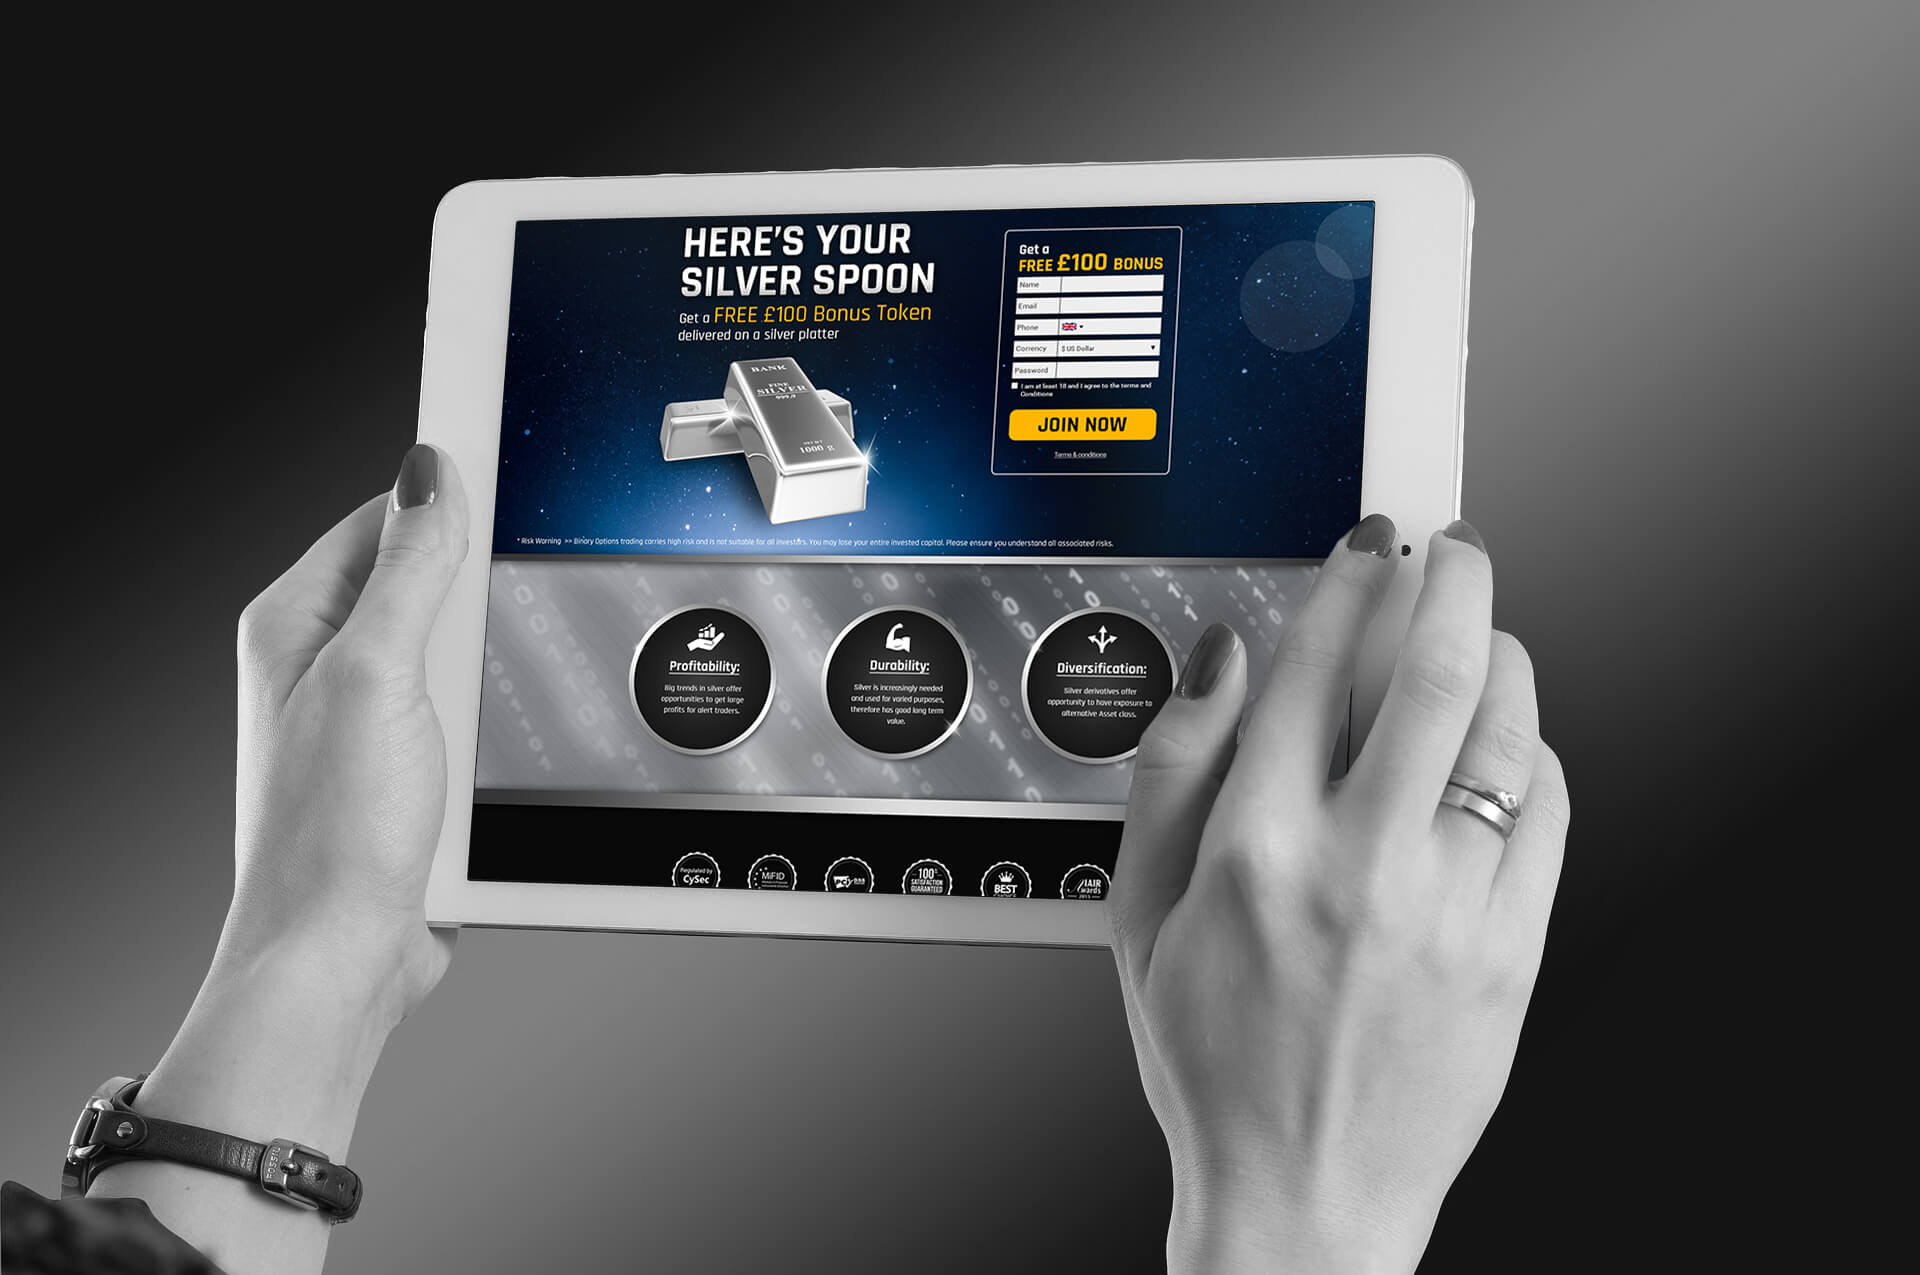 HERE'S YOUR
SILVER SPOON
Get a FREE £100 Bonus Token
delivered on a silver platter
BANK
FINE
SILVER
999,9
NET WT
1000 g
Get a
FREE £100 BONUS
Name
Email
Phone
Currency $ US Dollar
Password
I am at least 18 and I agree to the terms and
Conditions
JOIN NOW
Terms & conditions
* Risk Warning >> Binary Options trading carries high risk and is not suitable for all investors. You may lose your entire invested capital. Please ensure you understand all associated risks.
Profitability:
Big trends in silver offer
opportunities to get large
profits for alert traders.
Durability:
Silver is increasingly needed
and used for varied purposes,
therefore has good long term
value.
Diversification:
Silver derivatives offer
opportunity to have exposure to
alternative Asset class.
Regulated by
CySec
MiFID
PCI DSS
100%
SATISFACTION
GUARANTEED
BEST
IAIR
awards
2015
FOSSIL